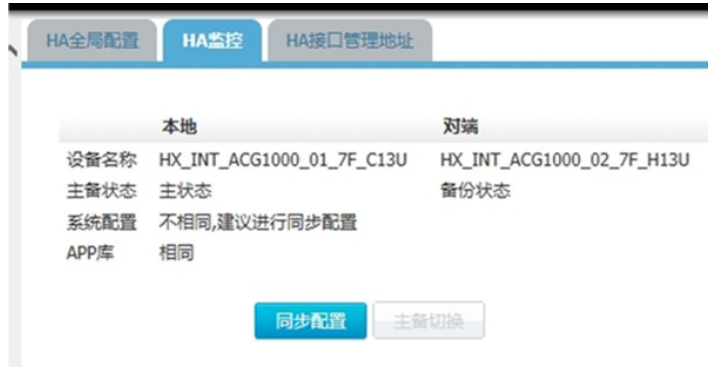 HA全局配置 HA监控 HA接口管理地址
本地 对端
设备名称 HX_INT_ACG1000_01_7F_C13U HX_INT_ACG1000_02_7F_H13U
主备状态 主状态 备份状态
系统配置 不相同,建议进行同步配置
APP库 相同
同步配置 主备切换